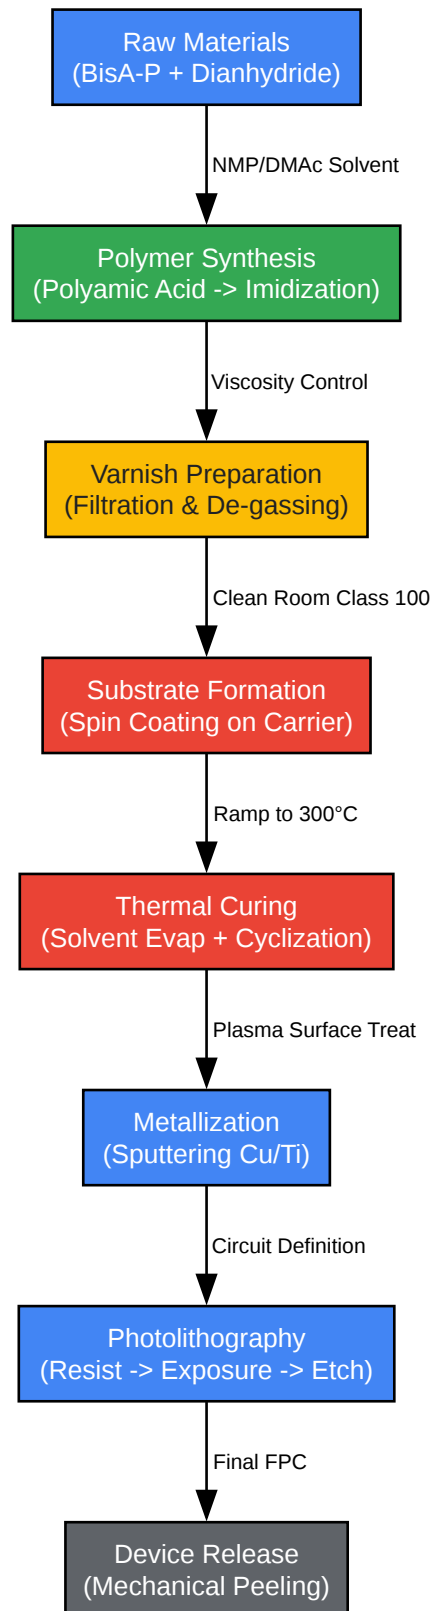 Raw Materials
(BisA-P + Dianhydride)
NMP/DMAc Solvent
Polymer Synthesis
(Polyamic Acid -> Imidization)
Viscosity Control
Varnish Preparation
(Filtration & De-gassing)
Clean Room Class 100
Substrate Formation
(Spin Coating on Carrier)
Ramp to 300°C
Thermal Curing
(Solvent Evap + Cyclization)
Plasma Surface Treat
Metallization
(Sputtering Cu/Ti)
Circuit Definition
Photolithography
(Resist -> Exposure -> Etch)
Final FPC
Device Release
(Mechanical Peeling)